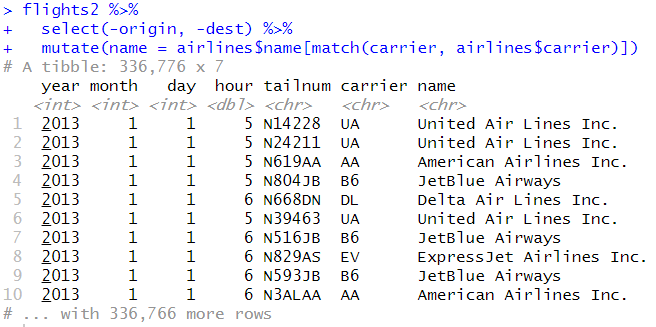 > flights2 %>%
+   select(-origin, -dest) %>%
+   mutate(name = airlines$name[match(carrier, airlines$carrier)])
# A tibble: 336,776 x 7
    year month   day  hour tailnum carrier name
   <int> <int> <int> <dbl> <chr>   <chr>   <chr>
 1  2013     1     1     5 N14228  UA      United Air Lines Inc.
 2  2013     1     1     5 N24211  UA      United Air Lines Inc.
 3  2013     1     1     5 N619AA  AA      American Airlines Inc.
 4  2013     1     1     5 N804JB  B6      JetBlue Airways
 5  2013     1     1     6 N668DN  DL      Delta Air Lines Inc.
 6  2013     1     1     5 N39463  UA      United Air Lines Inc.
 7  2013     1     1     6 N516JB  B6      JetBlue Airways
 8  2013     1     1     6 N829AS  EV      ExpressJet Airlines Inc.
 9  2013     1     1     6 N593JB  B6      JetBlue Airways
10  2013     1     1     6 N3ALAA  AA      American Airlines Inc.
# ... with 336,766 more rows